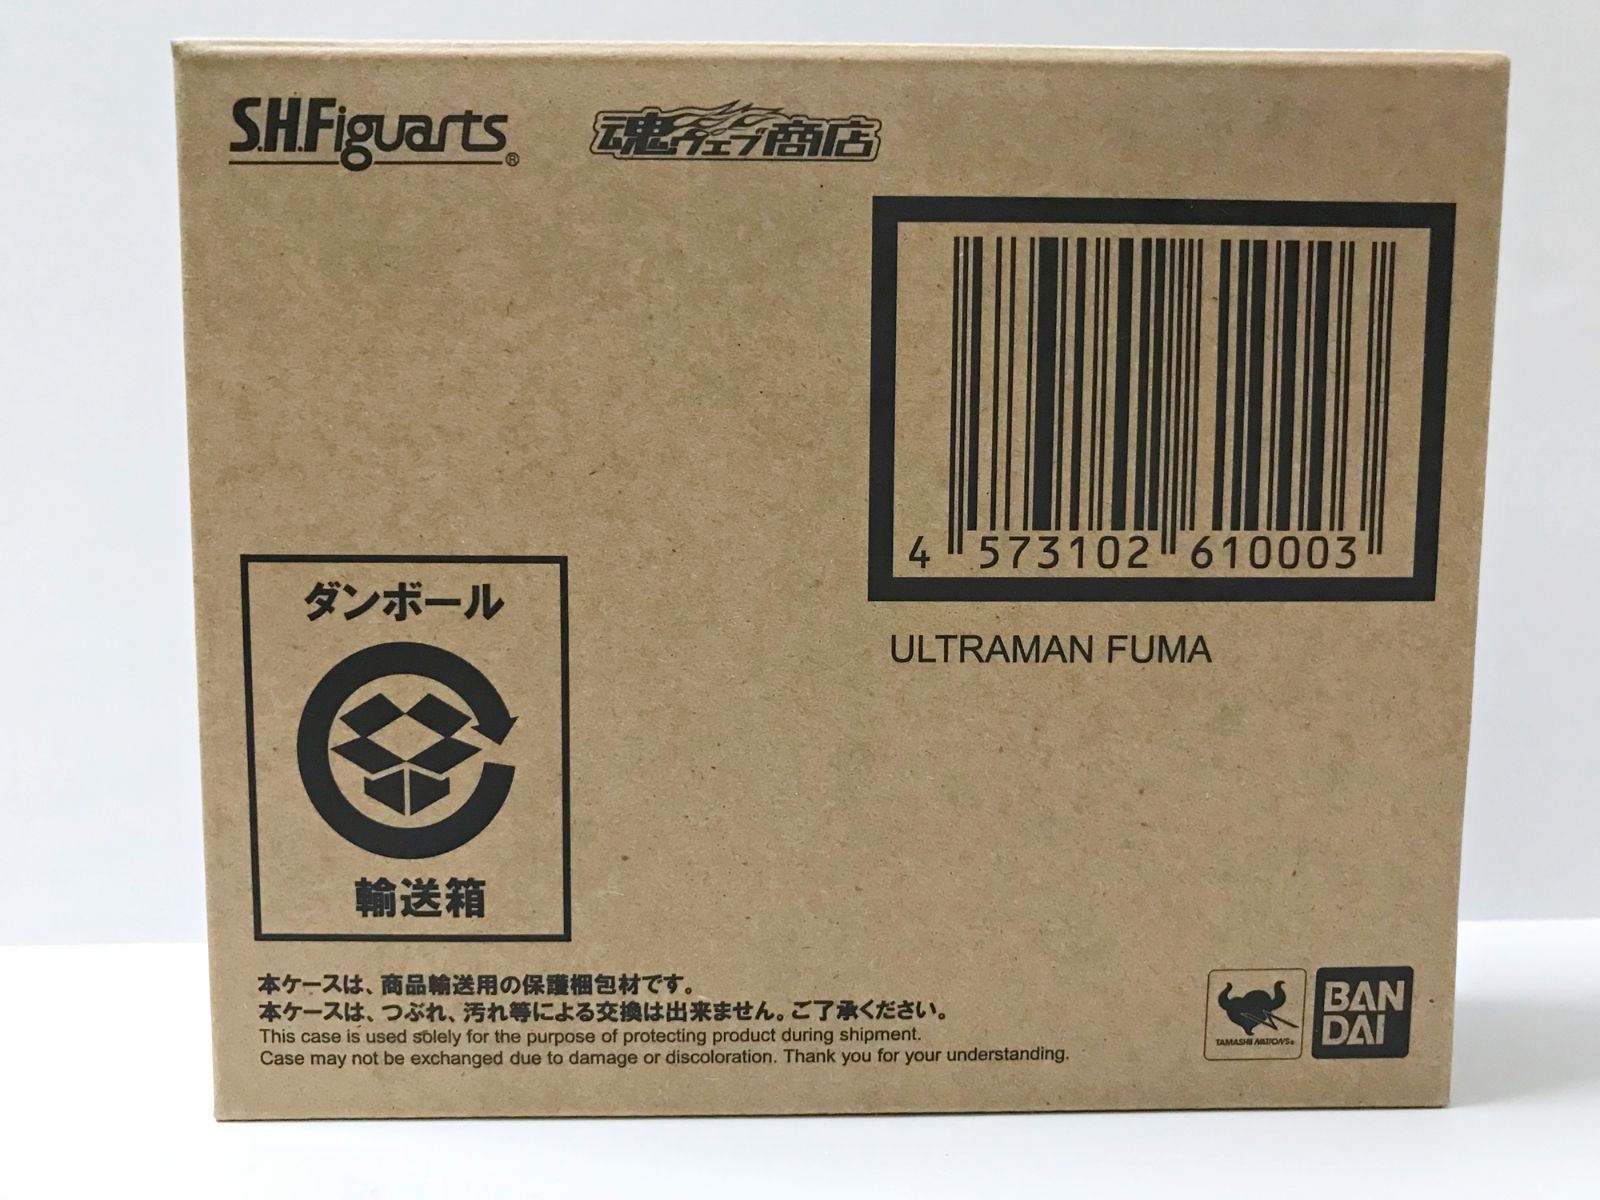 S.H.Figuarts®
魂ウェブ商店
4 573102 610003
ULTRAMAN FUMA
ダンボール
輸送箱
本ケースは、商品輸送用の保護梱包材です。
本ケースは、つぶれ、汚れ等による交換は出来ません。ご了承ください。
This case is used solely for the purpose of protecting product during shipment.
Case may not be exchanged due to damage or discoloration. Thank you for your understanding.
TAMASHII NATIONS®
BAN
DAI